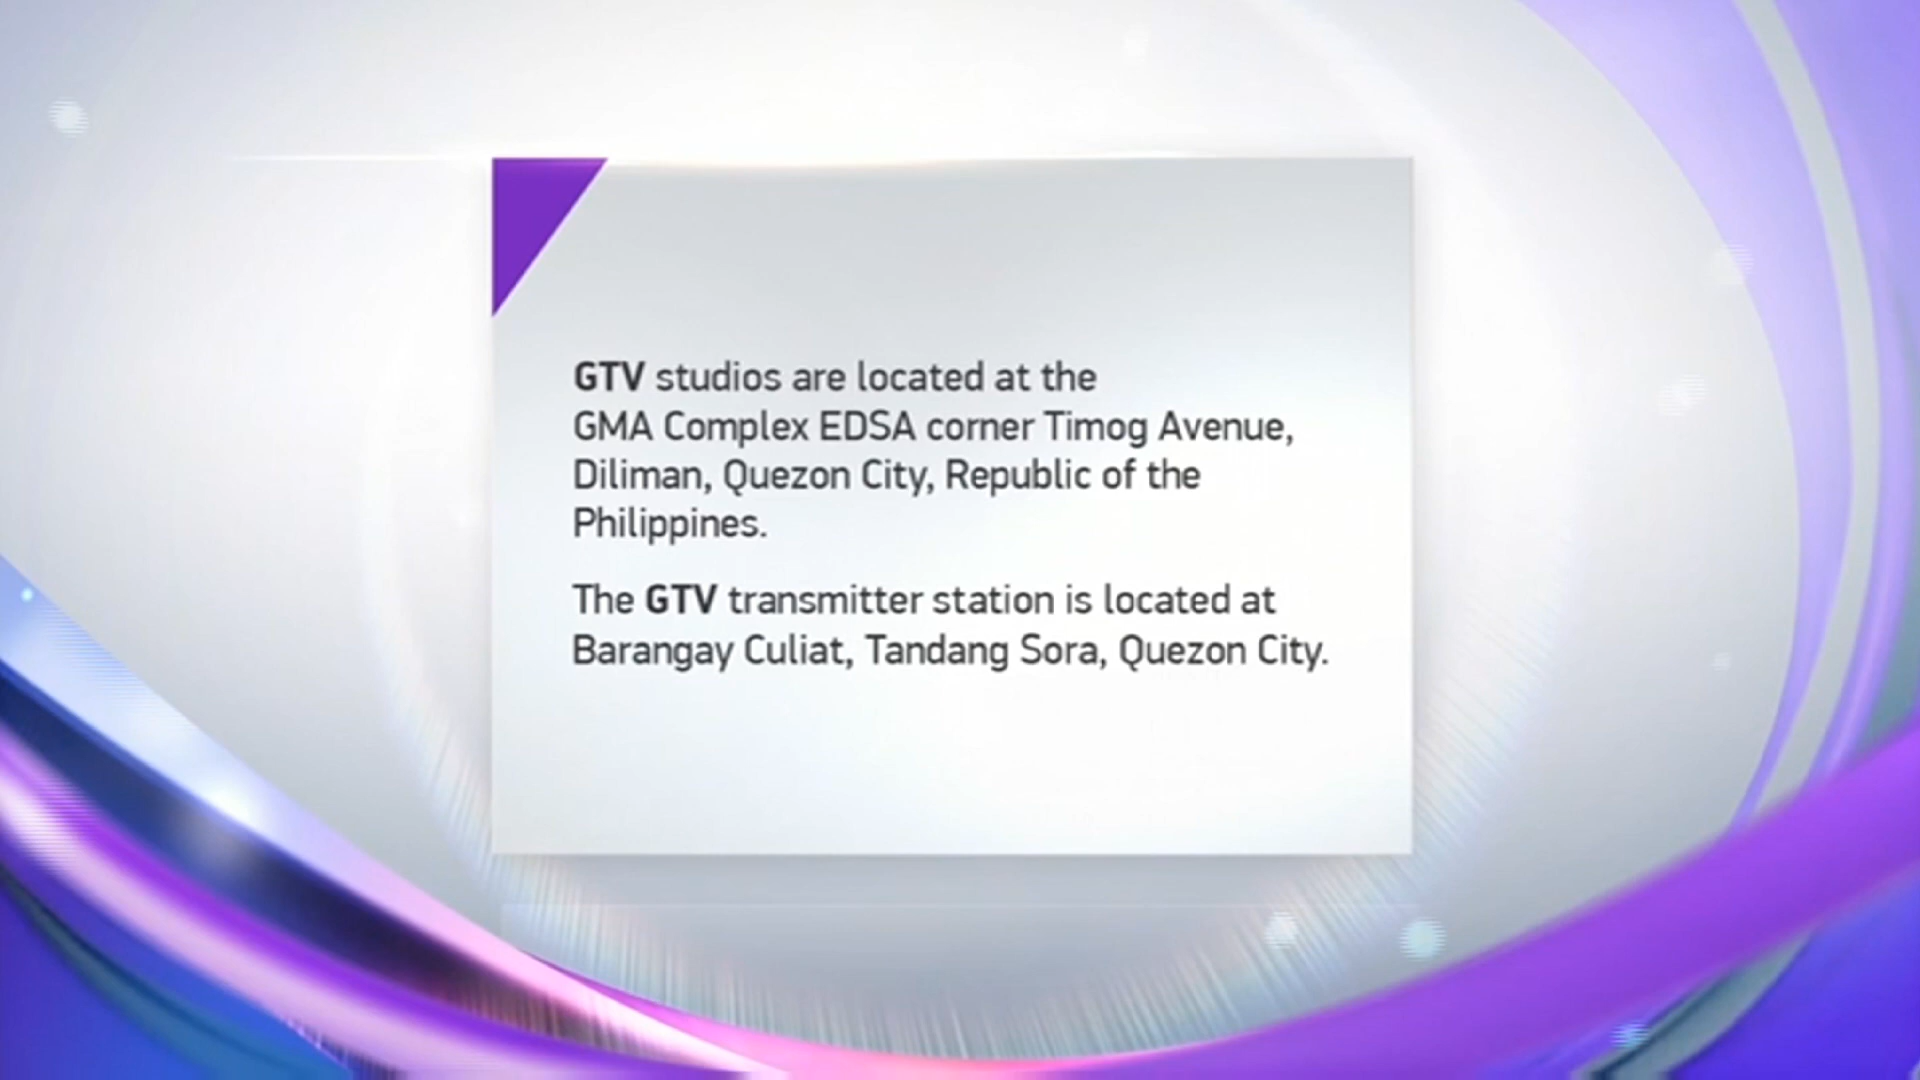 GTV studios are located at the
GMA Complex EDSA corner Timog Avenue,
Diliman, Quezon City, Republic of the
Philippines.
The GTV transmitter station is located at
Barangay Culiat, Tandang Sora, Quezon City.